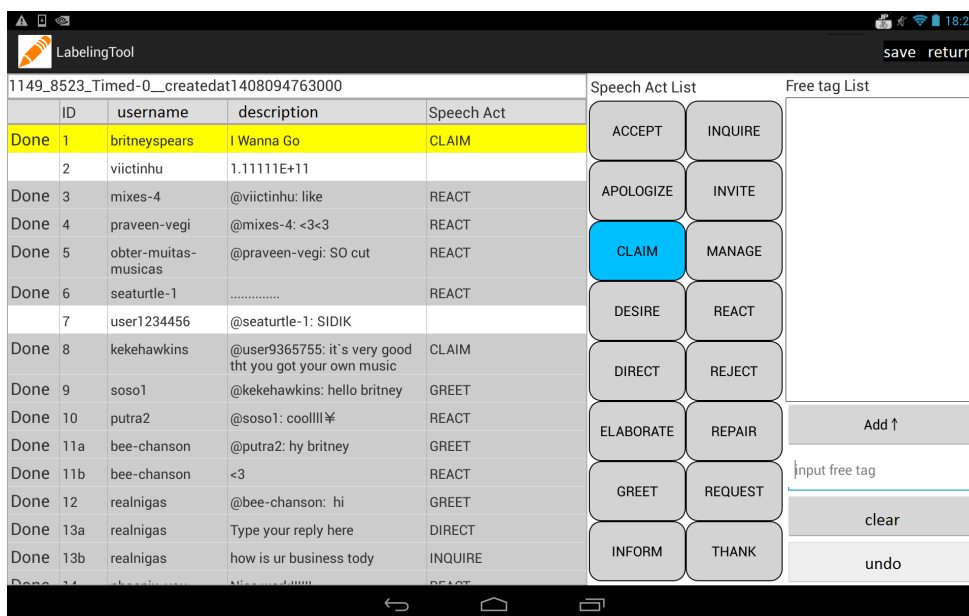 JP
18:2
LabelingTool
save return
1149_8523_Timed-0__createdat1408094763000
Speech Act List
Free tag List
ID username description Speech Act
Done 1 britneyspears I Wanna Go CLAIM
2 viictinhu 1.11111E+11
Done 3 mixes-4 @viictinhu: like REACT
Done 4 praveen-vegi @mixes-4: <3<3 REACT
Done 5 obter-muitas- @praveen-vegi: SO cut REACT
musicas
Done 6 seaturtle-1 .............. REACT
7 user1234456 @seaturtle-1: SIDIK
Done 8 kekehawkins @user9365755: it`s very good CLAIM
tht you got your own music
Done 9 soso1 @kekehawkins: hello britney GREET
Done 10 putra2 @soso1: coollll¥ REACT
Done 11a bee-chanson @putra2: hy britney GREET
Done 11b bee-chanson <3 REACT
Done 12 realnigas @bee-chanson: hi GREET
Done 13a realnigas Type your reply here DIRECT
Done 13b realnigas how is ur business tody INQUIRE
Done 14 REACT
ACCEPT INQUIRE
APOLOGIZE INVITE
CLAIM MANAGE
DESIRE REACT
DIRECT REJECT
ELABORATE REPAIR
GREET REQUEST
INFORM THANK
Add ↑
input free tag
clear
undo